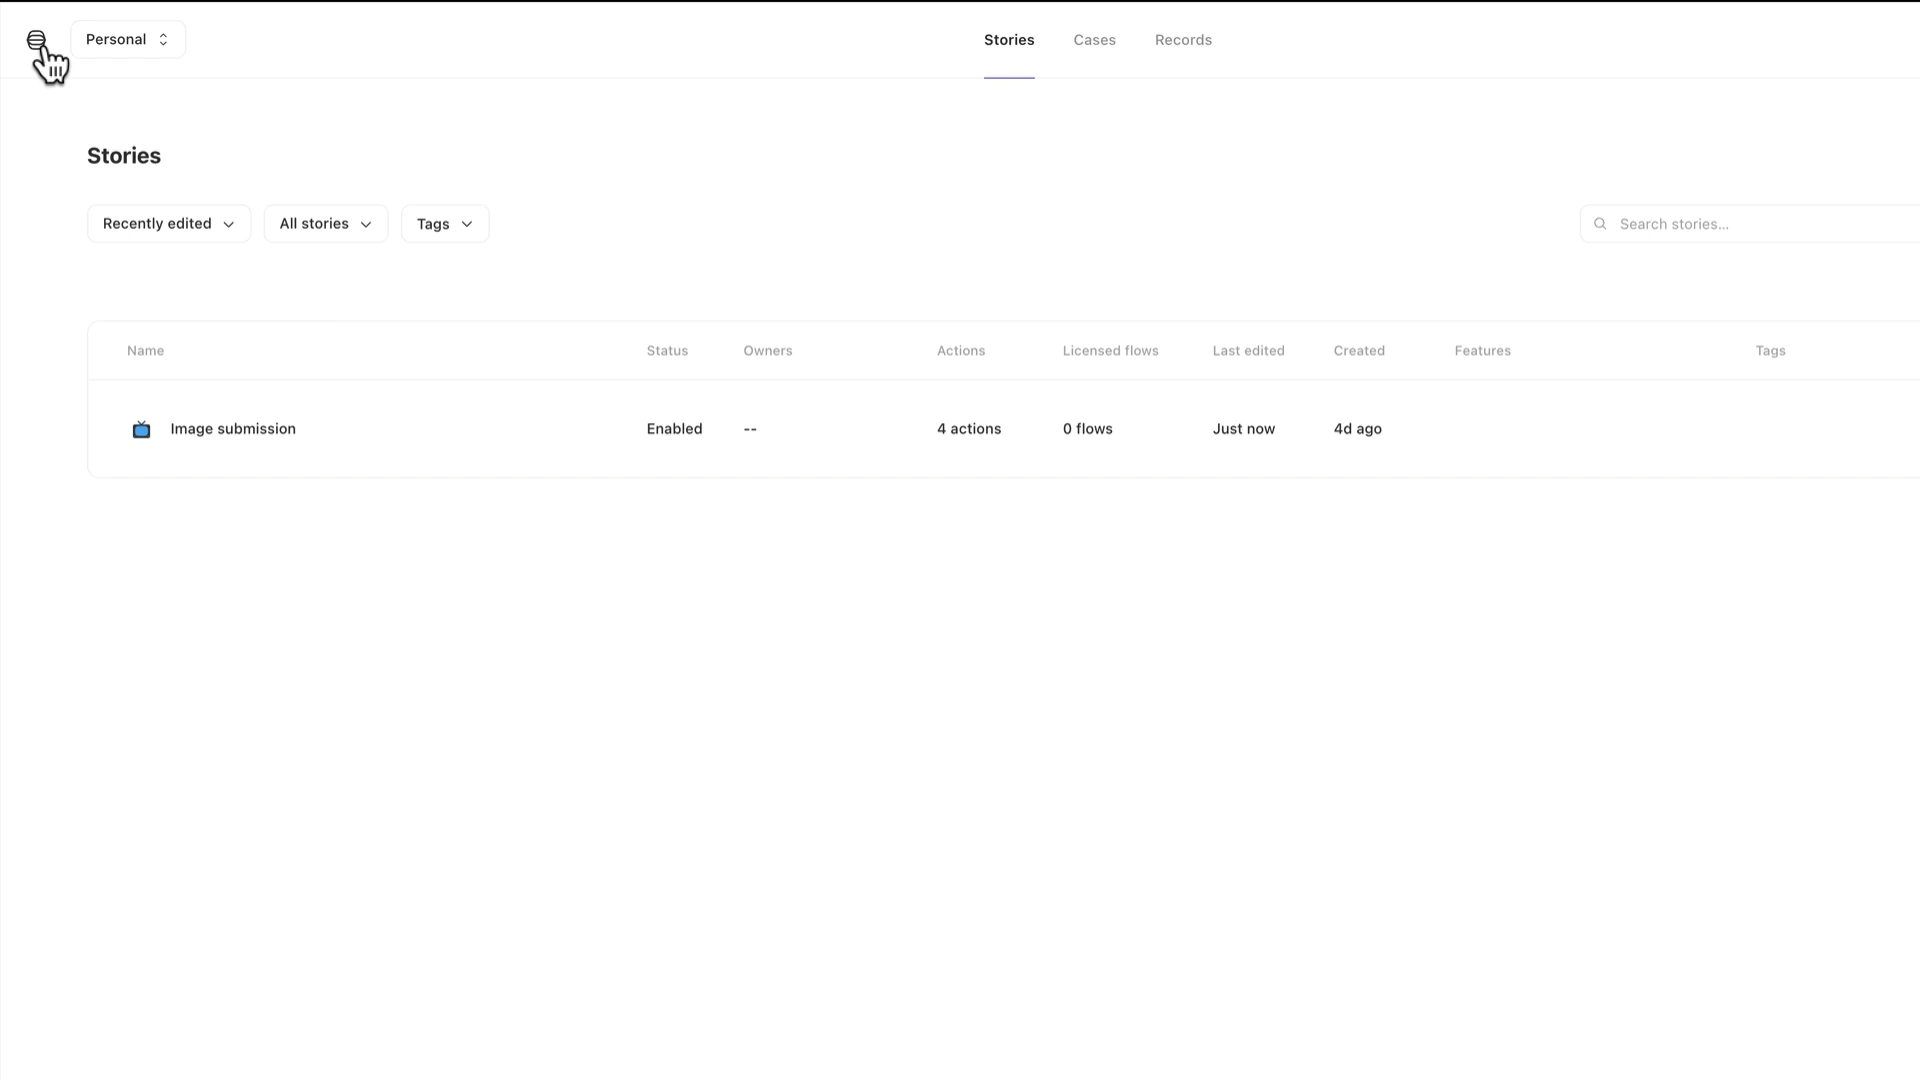 Personal
Stories Cases Records
Stories
Recently edited All stories Tags
Search stories...
Name Status Owners Actions Licensed flows Last edited Created Features Tags
Image submission Enabled -- 4 actions 0 flows Just now 4d ago